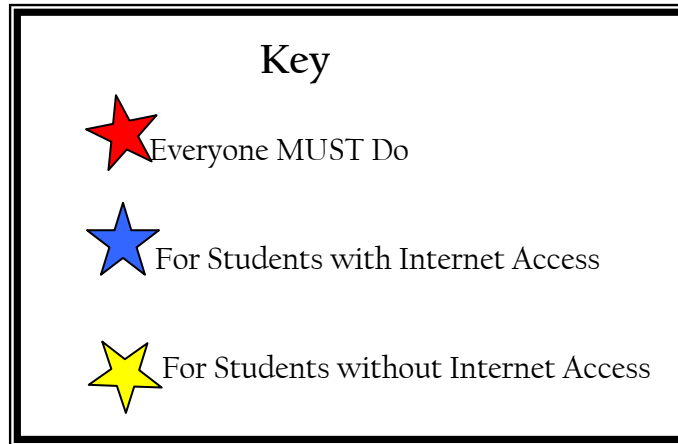 Key
Everyone MUST Do
For Students with Internet Access
For Students without Internet Access